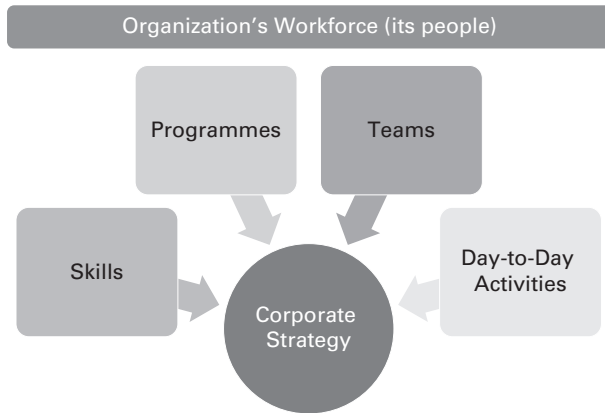 Organization’s Workforce (its people)
Programmes
Teams
Skills
Day-to-Day
Activities
Corporate
Strategy